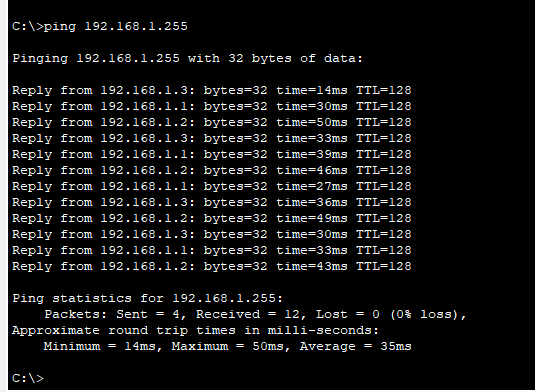 C:\>ping 192.168.1.255
Pinging 192.168.1.255 with 32 bytes of data:
Reply from 192.168.1.3: bytes=32 time=14ms TTL=128
Reply from 192.168.1.1: bytes=32 time=30ms TTL=128
Reply from 192.168.1.2: bytes=32 time=50ms TTL=128
Reply from 192.168.1.3: bytes=32 time=33ms TTL=128
Reply from 192.168.1.1: bytes=32 time=39ms TTL=128
Reply from 192.168.1.2: bytes=32 time=46ms TTL=128
Reply from 192.168.1.1: bytes=32 time=27ms TTL=128
Reply from 192.168.1.3: bytes=32 time=36ms TTL=128
Reply from 192.168.1.2: bytes=32 time=49ms TTL=128
Reply from 192.168.1.3: bytes=32 time=30ms TTL=128
Reply from 192.168.1.1: bytes=32 time=33ms TTL=128
Reply from 192.168.1.2: bytes=32 time=43ms TTL=128
Ping statistics for 192.168.1.255:
Packets: Sent = 4, Received = 12, Lost = 0 (0% loss),
Approximate round trip times in milli-seconds:
Minimum = 14ms, Maximum = 50ms, Average = 35ms
C:\>